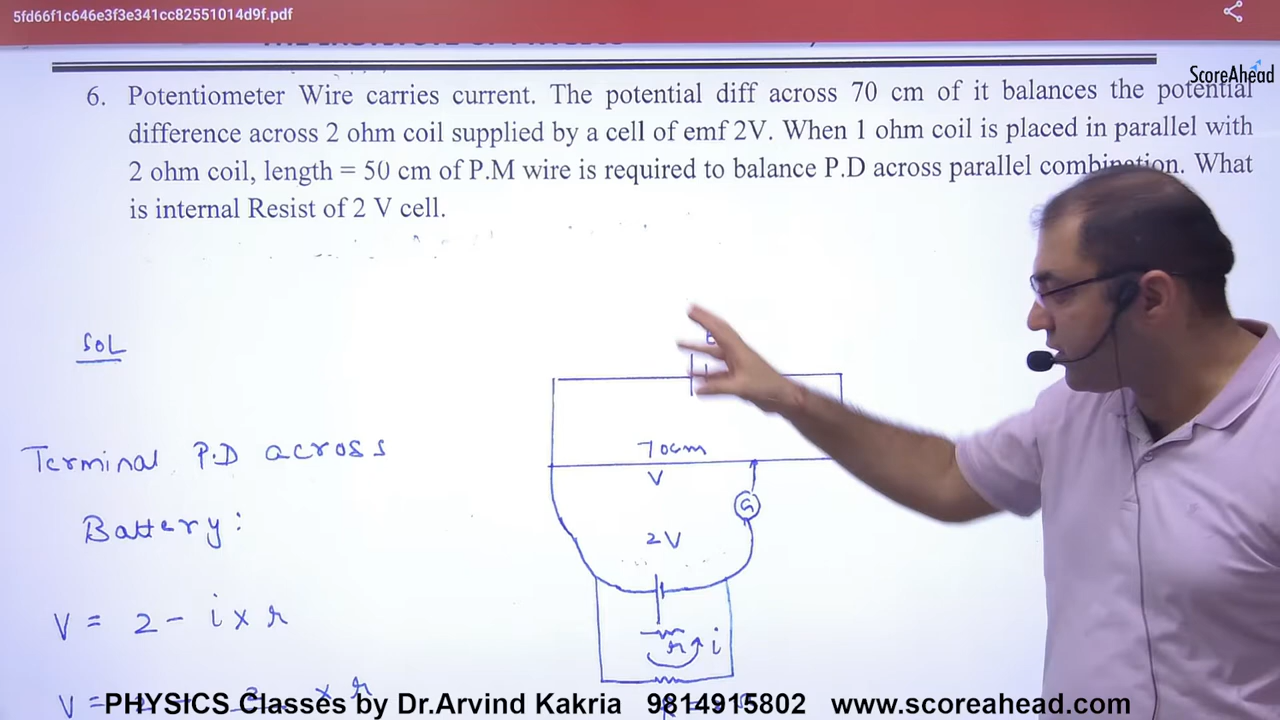 5fd66f1c646e3f3e341cc82551014d9f.pdf
ScoreAhead
6. Potentiometer Wire carries current. The potential diff across 70 cm of it balances the potential
difference across 2 ohm coil supplied by a cell of emf 2V. When 1 ohm coil is placed in parallel with
2 ohm coil, length = 50 cm of P.M wire is required to balance P.D across parallel combination. What
is internal Resist of 2 V cell.
SOL
70cm
Terminal P.D across
V
G
Battery:
2V
V = 2 - i x r
r i
V =
x r
PHYSICS Classes by Dr.Arvind Kakria 9814915802 www.scoreahead.com